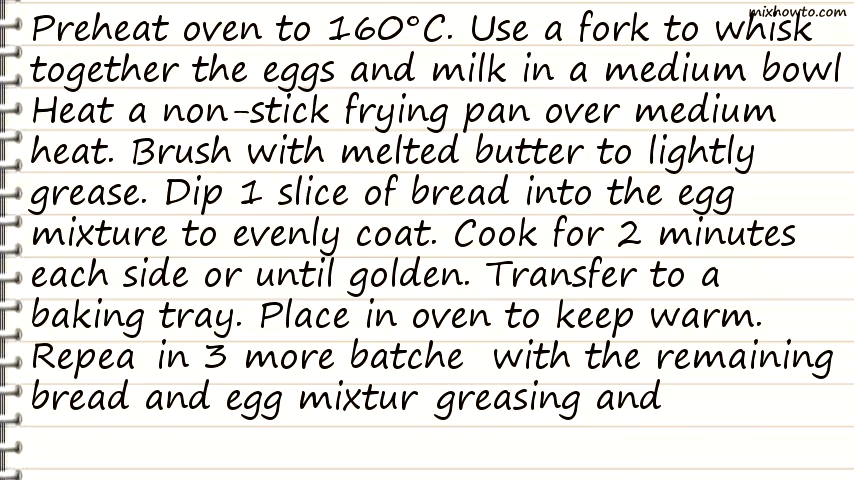 mixhowto.com
Preheat oven to 160°C. Use a fork to whisk
together the eggs and milk in a medium bowl
Heat a non-stick frying pan over medium
heat. Brush with melted butter to lightly
grease. Dip 1 slice of bread into the egg
mixture to evenly coat. Cook for 2 minutes
each side or until golden. Transfer to a
baking tray. Place in oven to keep warm.
Repea in 3 more batche with the remaining
bread and egg mixtur greasing and